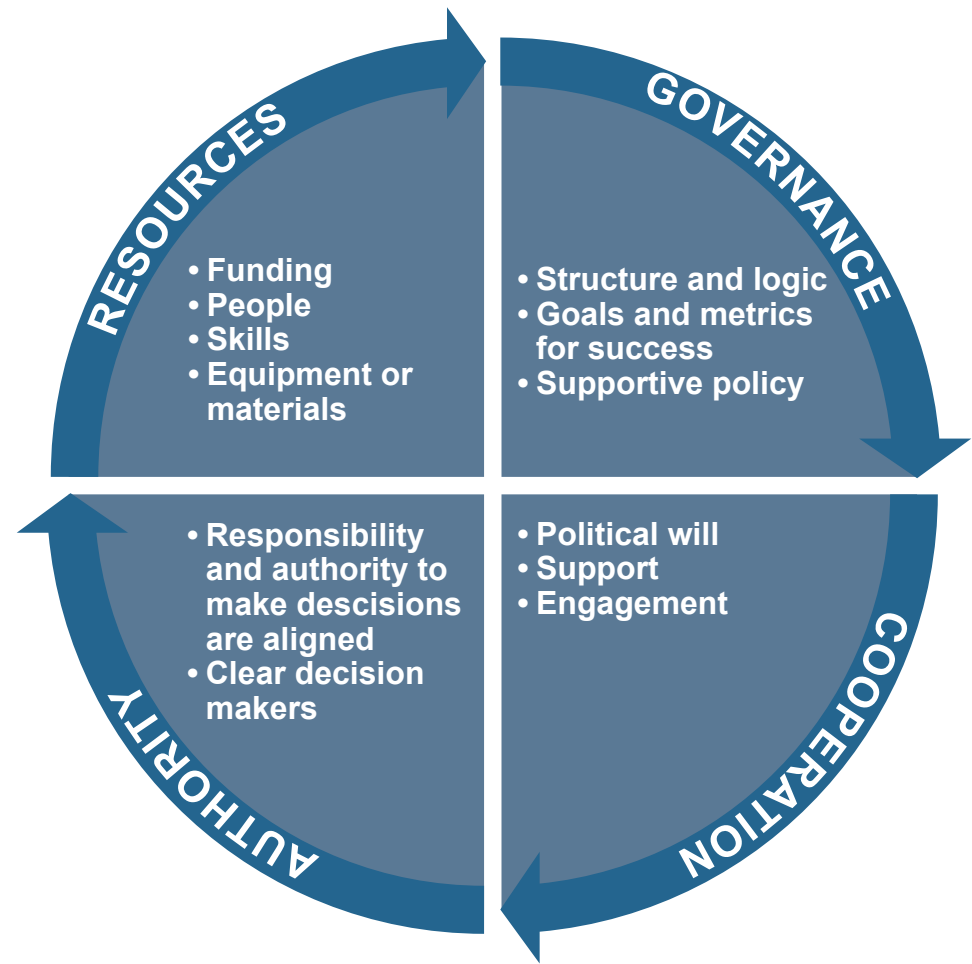 RESOURCES
• Funding
• People
• Skills
• Equipment or
materials
GOVERNANCE
• Structure and logic
• Goals and metrics
for success
• Supportive policy
AUTHORITY
• Responsibility
and authority to
make descisions
are aligned
• Clear decision
makers
COOPERATION
• Political will
• Support
• Engagement